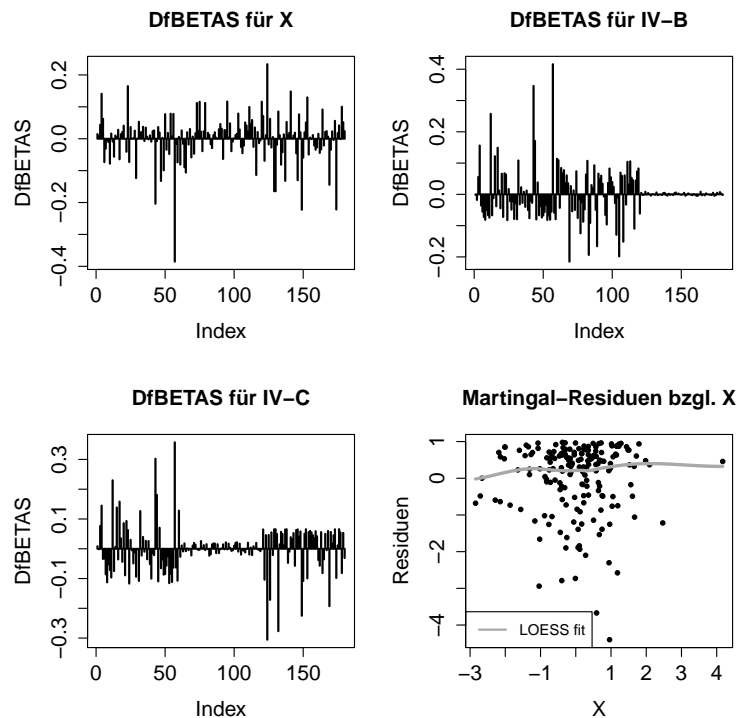 DfBETAS für X
DfBETAS
0.2
0.0
−0.2
−0.4
0
50
100
150
Index
DfBETAS für IV−B
DfBETAS
0.4
0.2
0.0
−0.2
0
50
100
150
Index
DfBETAS für IV−C
DfBETAS
0.3
0.1
−0.1
−0.3
0
50
100
150
Index
Martingal−Residuen bzgl. X
Residuen
1
0
−2
−4
LOESS fit
−3
−1
1
2
3
4
X